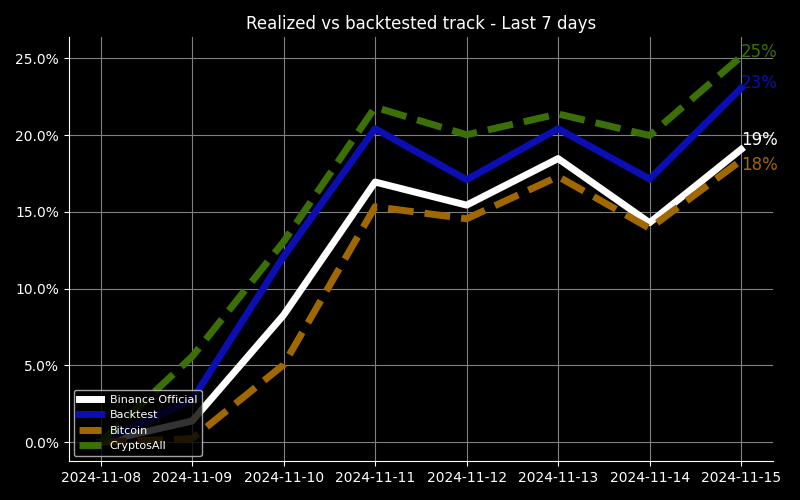 Realized vs backtested track - Last 7 days
25.0%
20.0%
15.0%
10.0%
5.0%
0.0%
25%
23%
19%
18%
Binance Official
Backtest
Bitcoin
CryptosAll
2024-11-08 2024-11-09 2024-11-10 2024-11-11 2024-11-12 2024-11-13 2024-11-14 2024-11-15